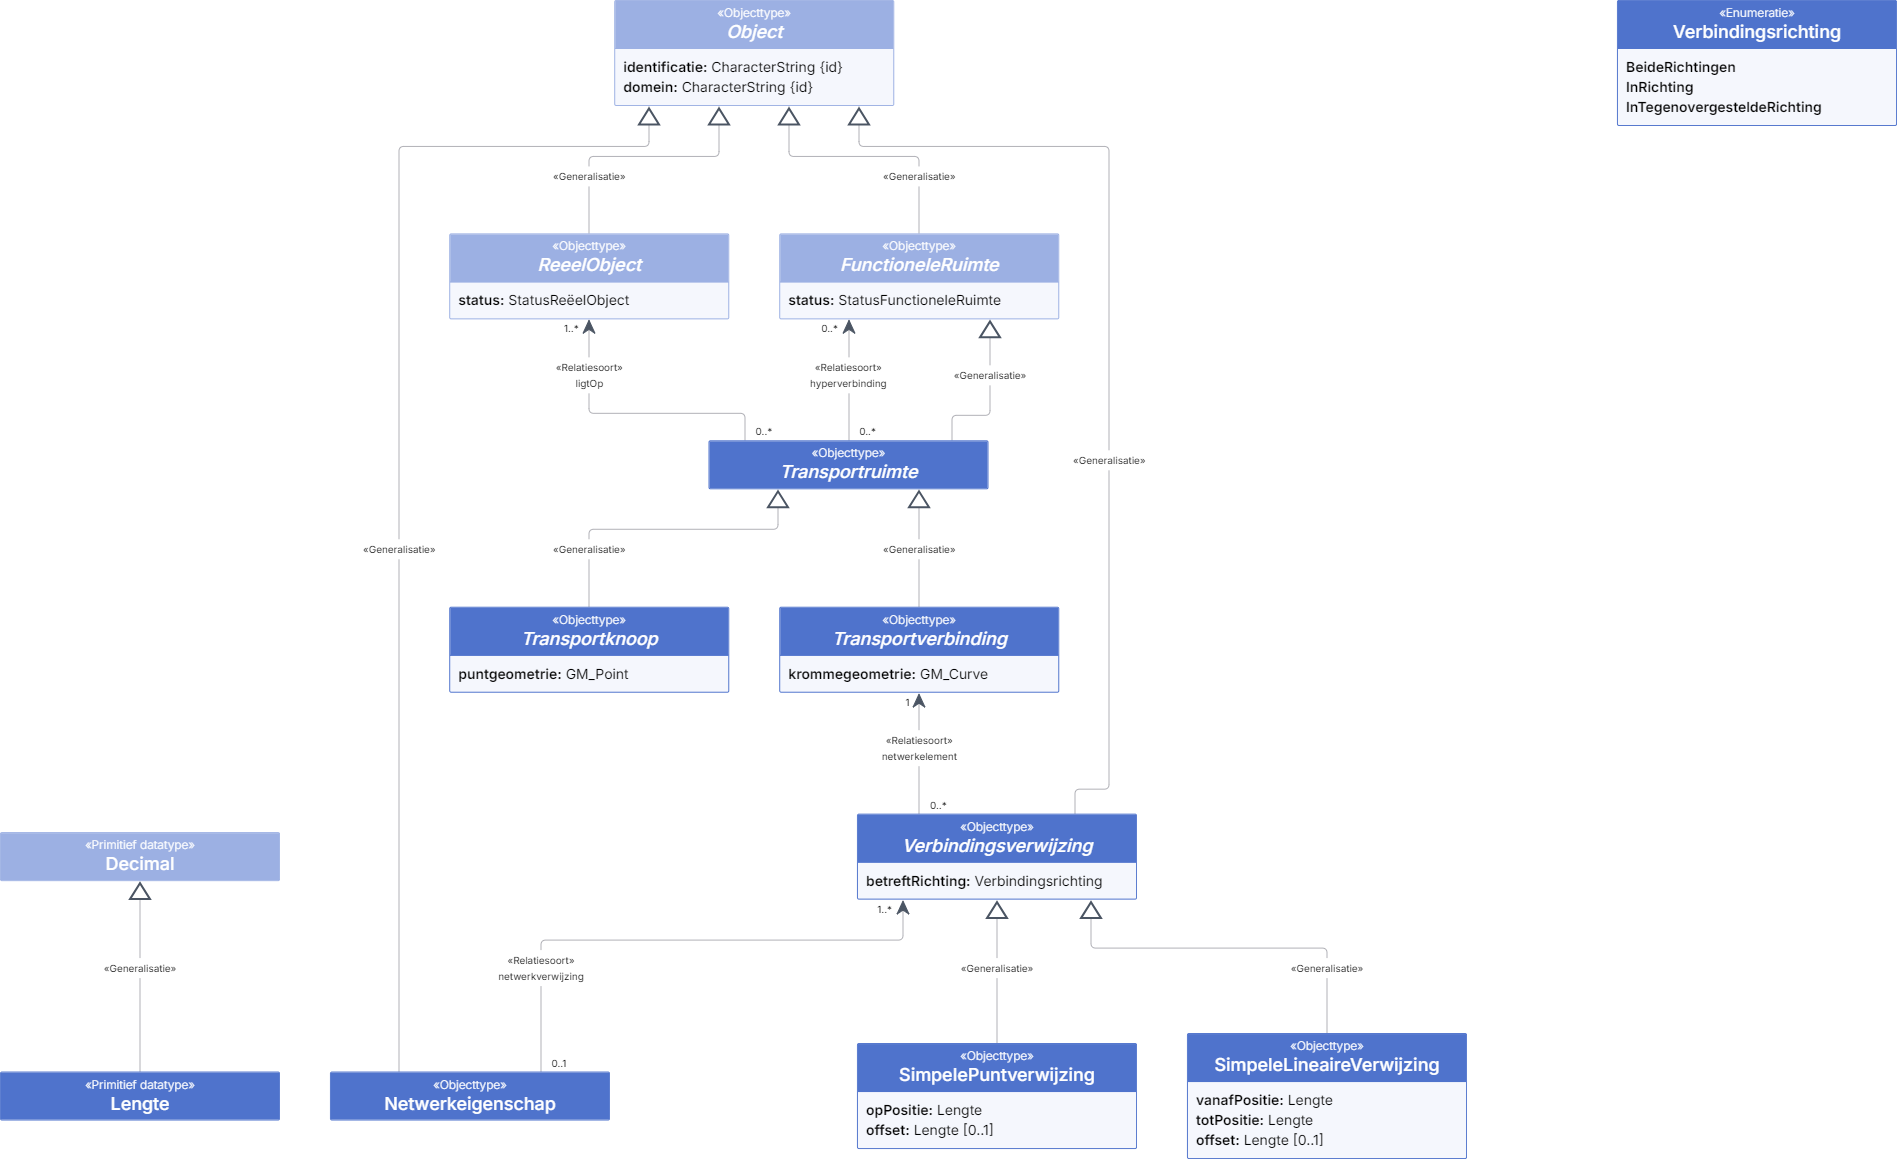 «Objecttype»
Object
identificatie: CharacterString {id}
domein: CharacterString {id}
«Enumeratie»
Verbindingsrichting
BeideRichtingen
InRichting
InTegenovergesteldeRichting
«Generalisatie»
«Generalisatie»
«Objecttype»
ReeelObject
status: StatusReëelObject
«Objecttype»
FunctioneleRuimte
status: StatusFunctioneleRuimte
1..*
0..*
«Relatiesoort»
ligtOp
«Relatiesoort»
hyperverbinding
«Generalisatie»
0..*
0..*
«Objecttype»
Transportruimte
«Generalisatie»
«Generalisatie»
«Generalisatie»
«Generalisatie»
«Objecttype»
Transportknoop
puntgeometrie: GM_Point
«Objecttype»
Transportverbinding
krommegeometrie: GM_Curve
1
«Relatiesoort»
netwerkelement
0..*
«Objecttype»
Verbindingsverwijzing
betreftRichting: Verbindingsrichting
«Primitief datatype»
Decimal
1..*
«Relatiesoort»
netwerkverwijzing
«Generalisatie»
«Generalisatie»
«Generalisatie»
0..1
«Primitief datatype»
Lengte
«Objecttype»
Netwerkeigenschap
«Objecttype»
SimpelePuntverwijzing
opPositie: Lengte
offset: Lengte [0..1]
«Objecttype»
SimpeleLineaireVerwijzing
vanafPositie: Lengte
totPositie: Lengte
offset: Lengte [0..1]